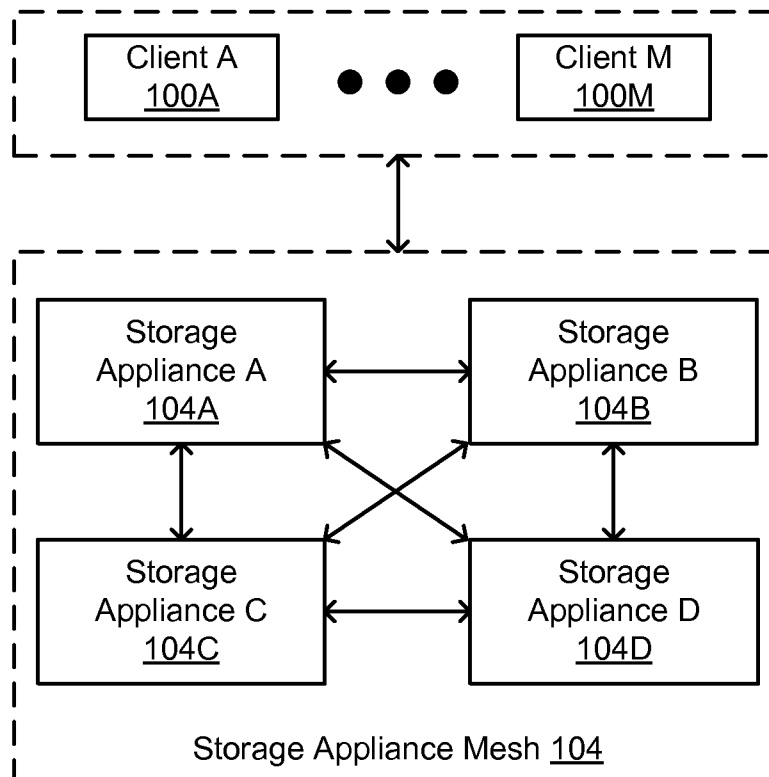 Client A
100A
Client M
100M
Storage
Appliance A
104A
Storage
Appliance B
104B
Storage
Appliance C
104C
Storage
Appliance D
104D
Storage Appliance Mesh 104